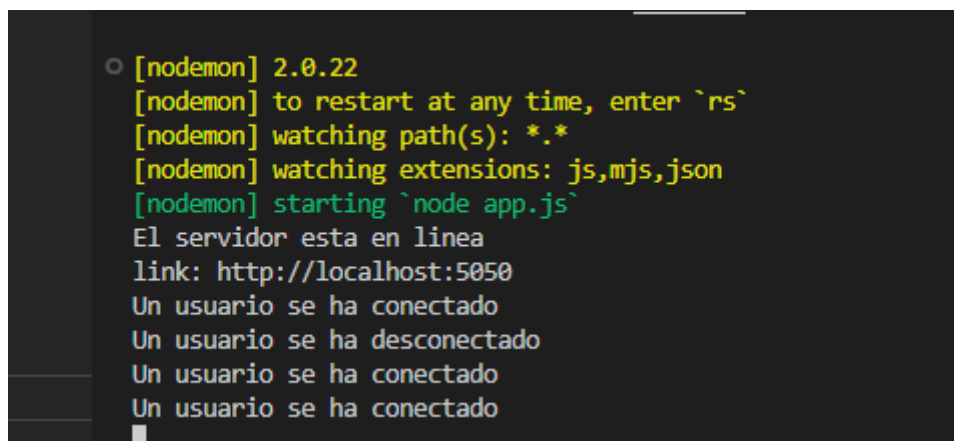 [nodemon] 2.0.22
[nodemon] to restart at any time, enter `rs`
[nodemon] watching path(s): *.*
[nodemon] watching extensions: js,mjs,json
[nodemon] starting `node app.js`
El servidor esta en linea
link: http://localhost:5050
Un usuario se ha conectado
Un usuario se ha desconectado
Un usuario se ha conectado
Un usuario se ha conectado